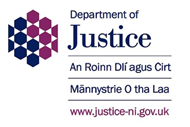 Department of
Justice
An Roinn Dlí agus Cirt
Männystrie O tha Laa
www.justice-ni.gov.uk